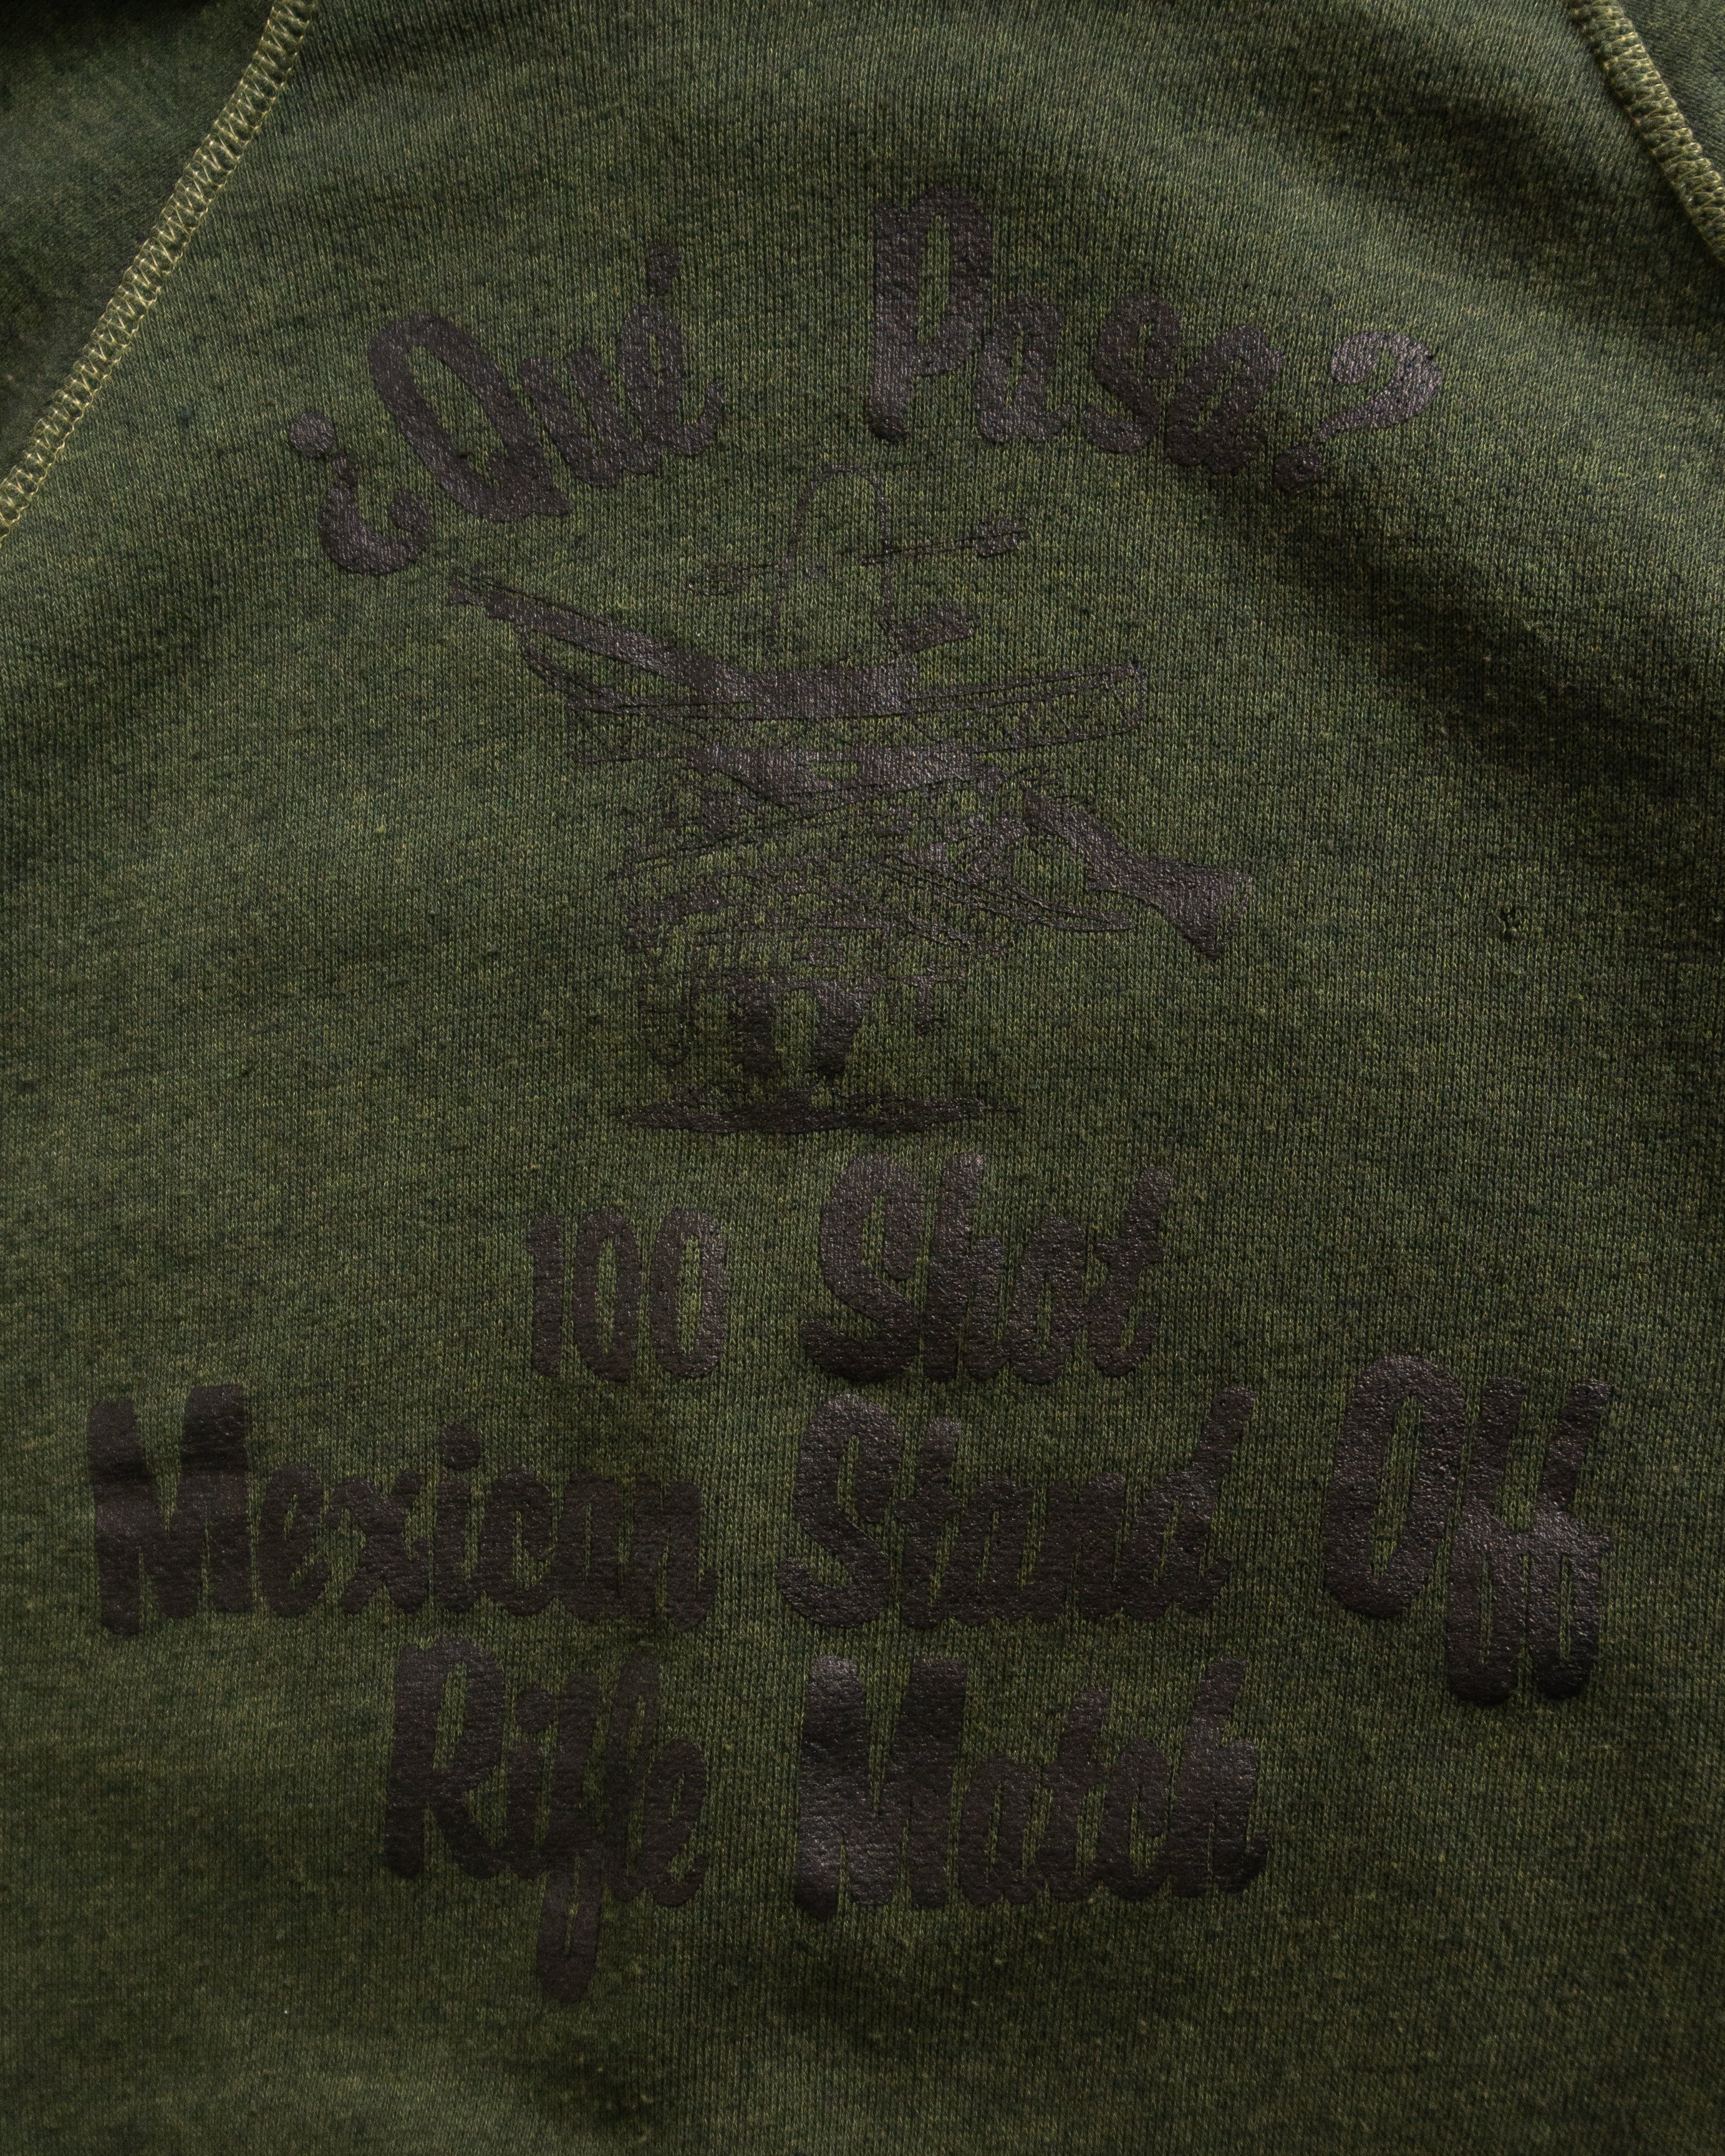 ¿Qué Pasa?
100 Shot
Mexican Stand Off
Rifle Match